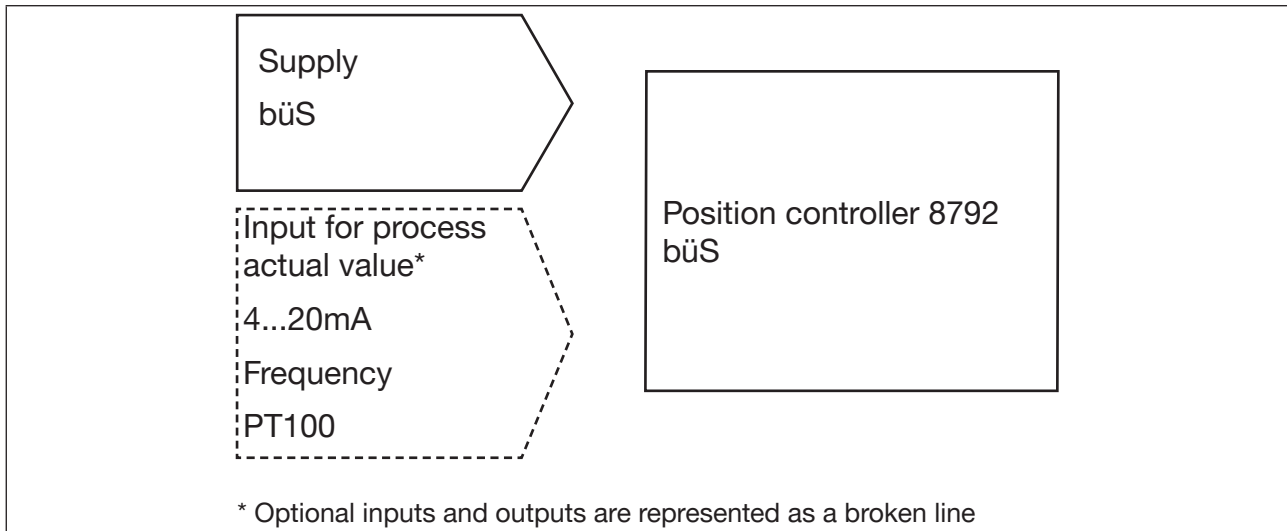 Supply
büS
Input for process
actual value*
4...20mA
Frequency
PT100
Position controller 8792
büS
* Optional inputs and outputs are represented as a broken line